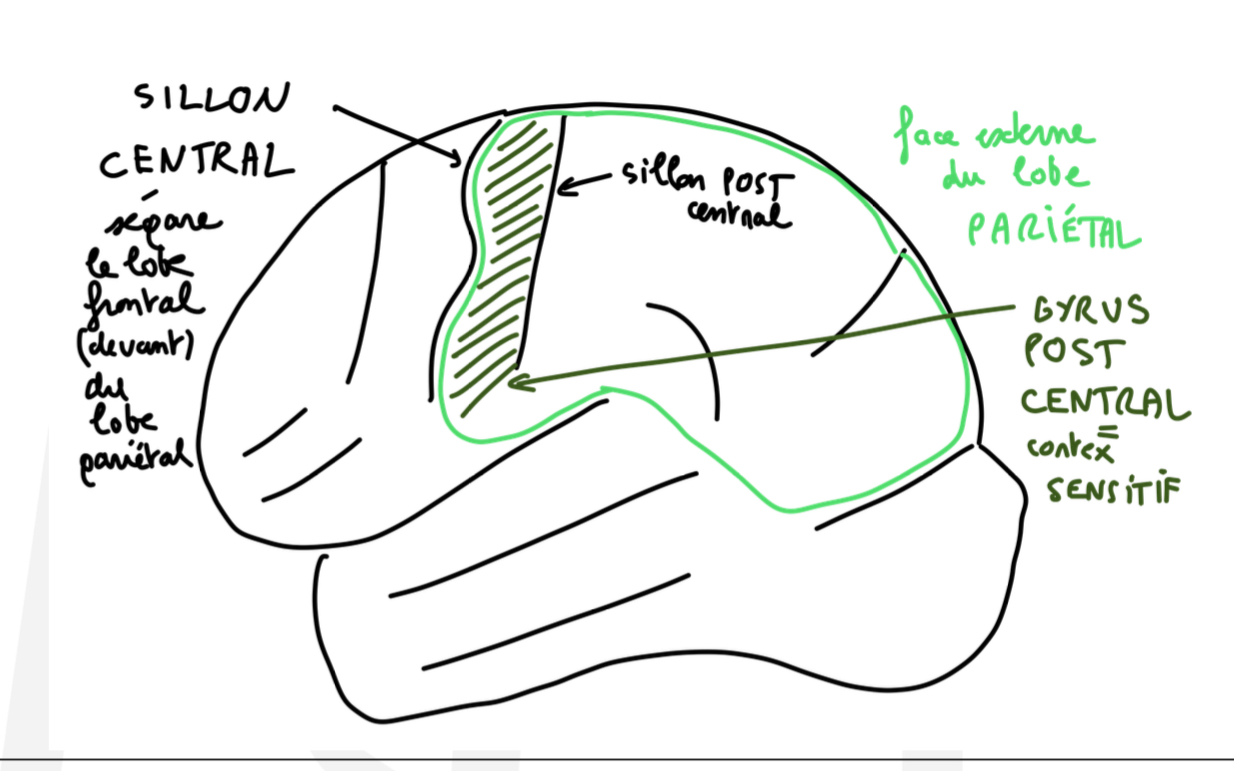 SILLON
CENTRAL
sépare
le lobe
frontal
(devant)
du
lobe
pariétal
sillon POST
central
face externe
du lobe
PARIÉTAL
GYRUS
POST
CENTRAL
=
cortex
SENSITIF